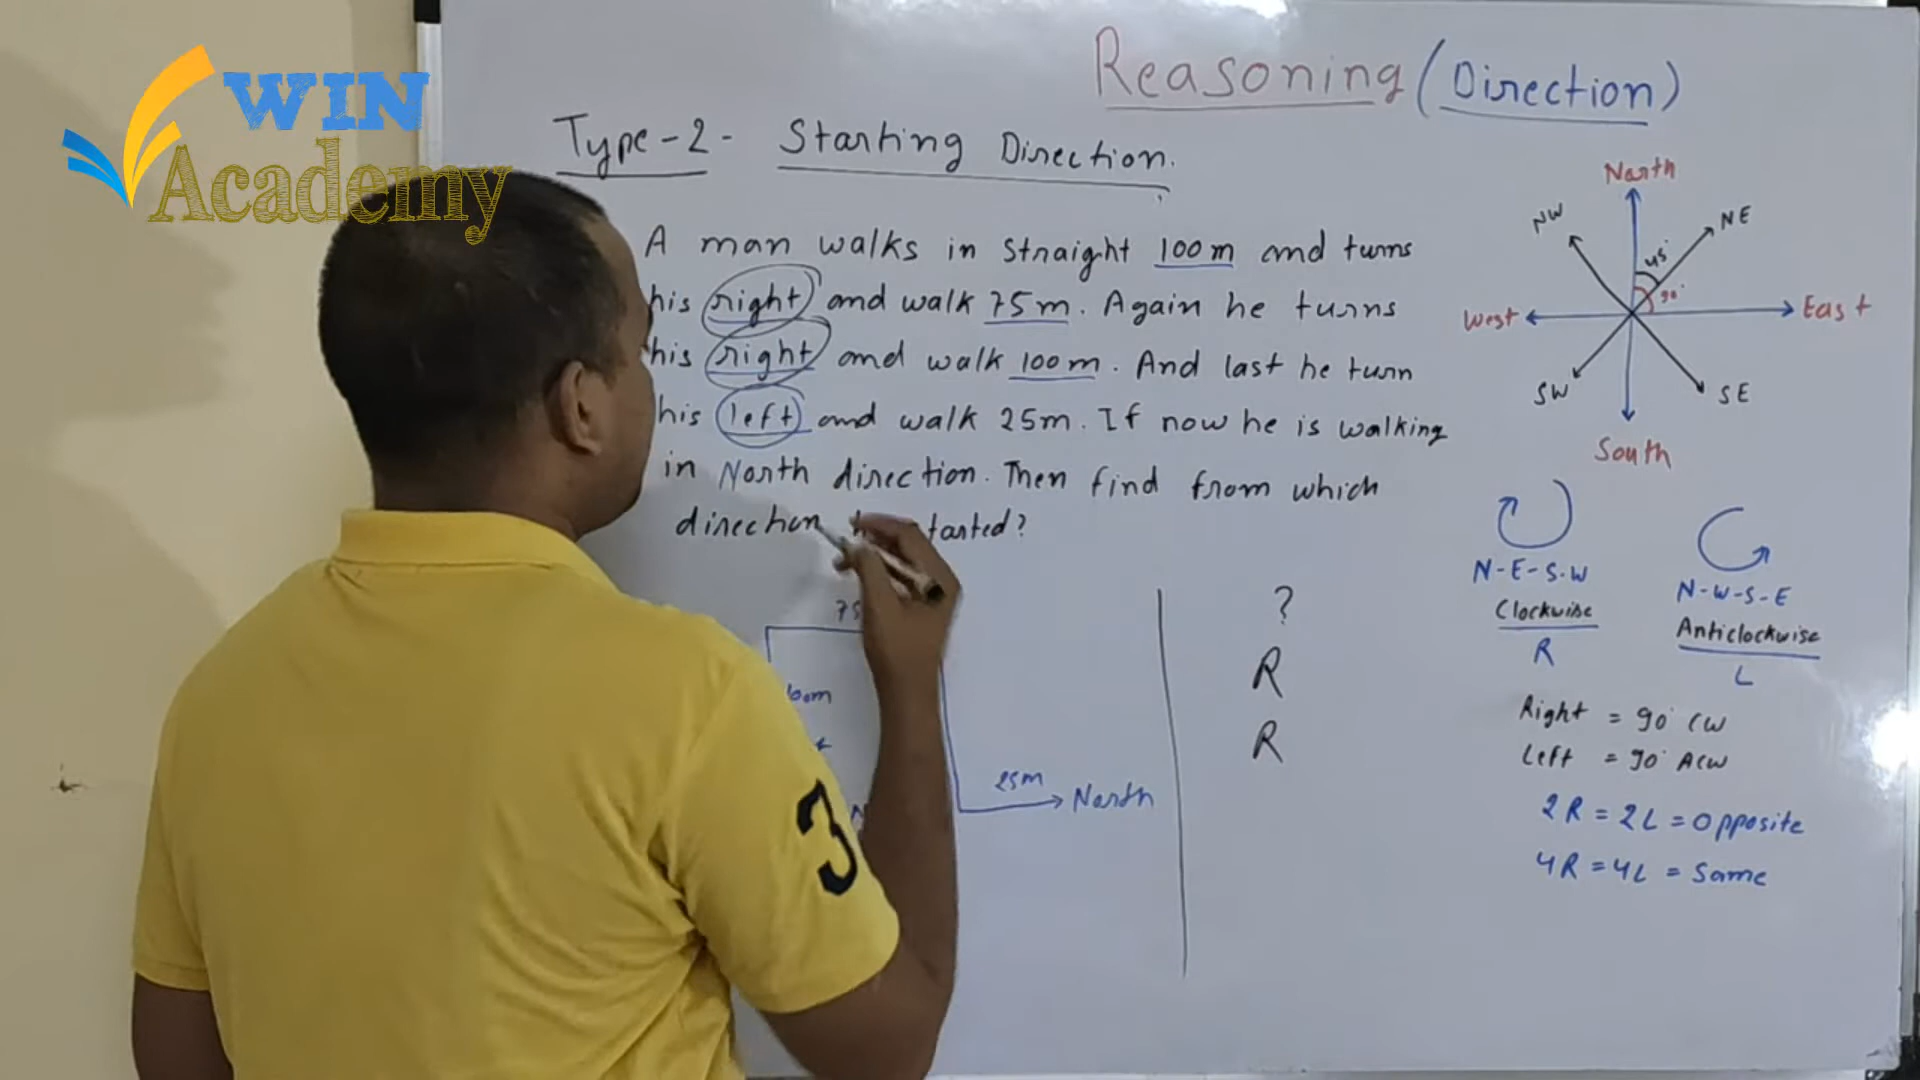 WIN
Academy
Reasoning (Direction)
Type-2- Starting Direction.
A man walks in straight 100m and turns
his right and walk 75m. Again he turns
his right and walk 100m. And last he turn
his left and walk 25m. If now he is walking
in North direction. Then find from which
direction started?
North
NW
NE
45°
90°
West
East
SW
SE
South
N-E-S-W
Clockwise
R
N-W-S-E
Anticlockwise
L
Right = 90° CW
Left = 90° ACW
2R = 2L = Opposite
4R = 4L = Same
?
R
R
25m
North
3